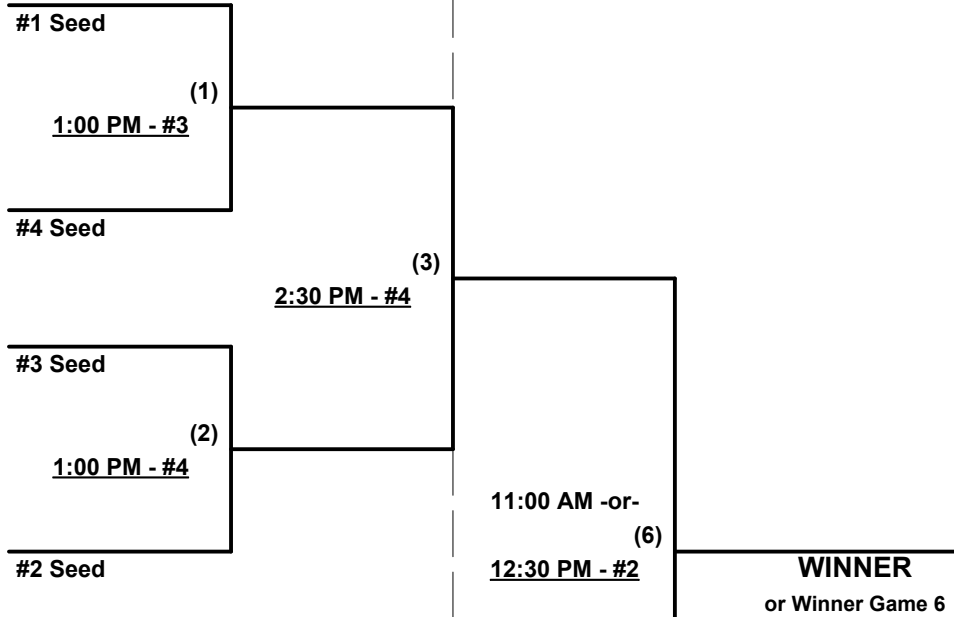 #1 Seed
(1)
1:00 PM - #3
#4 Seed
(3)
2:30 PM - #4
#3 Seed
(2)
1:00 PM - #4
11:00 AM -or-
(6)
12:30 PM - #2
#2 Seed
WINNER
or Winner Game 6